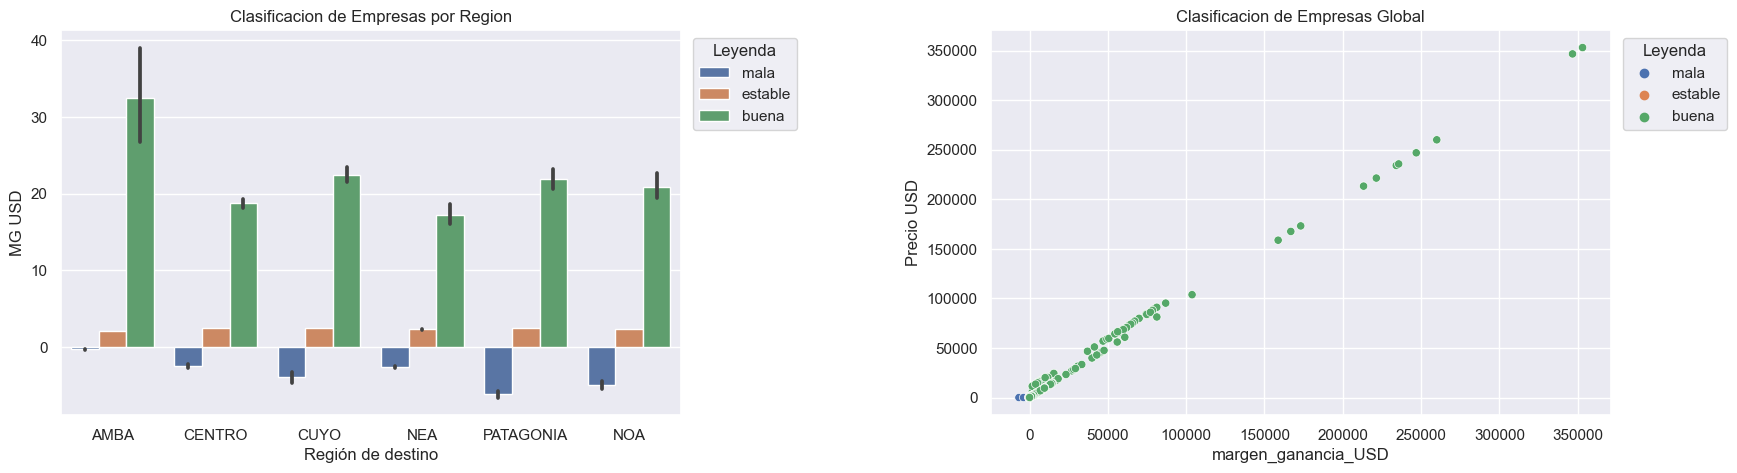 Clasificacion de Empresas por Region
MG USD
40
30
20
10
0
AMBA CENTRO CUYO NEA PATAGONIA NOA
Región de destino
Leyenda
mala
estable
buena
Clasificacion de Empresas Global
Precio USD
350000
300000
250000
200000
150000
100000
50000
0
0 50000 100000 150000 200000 250000 300000 350000
margen_ganancia_USD
Leyenda
mala
estable
buena